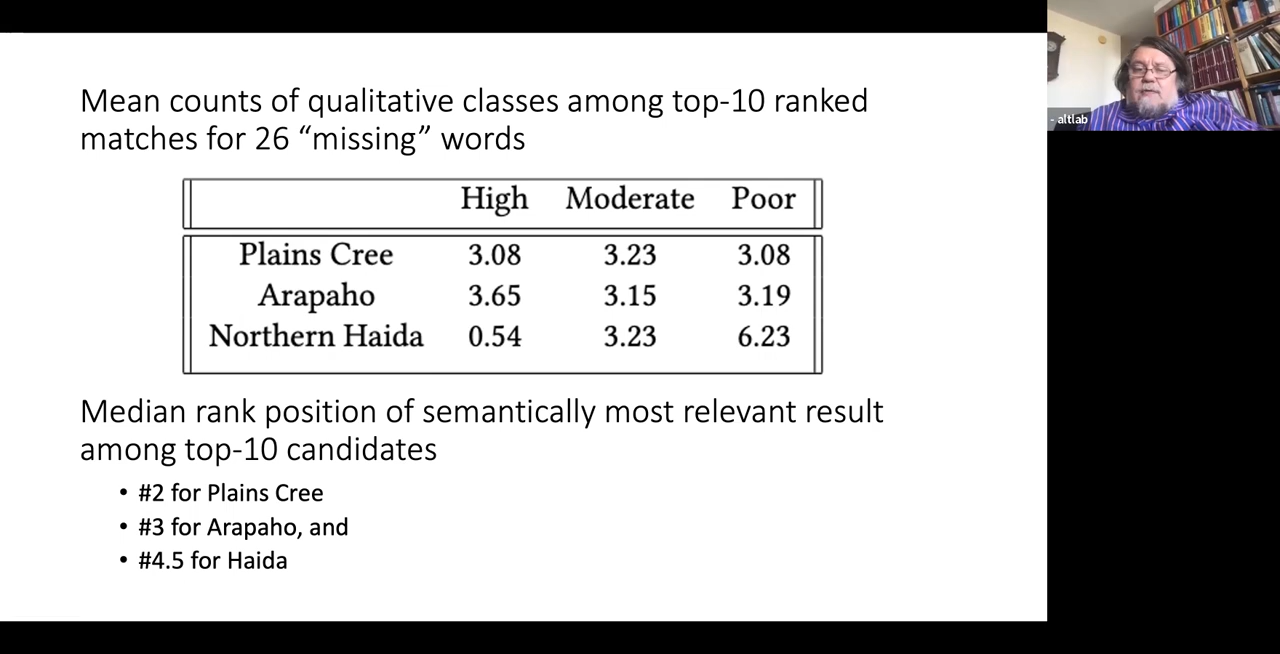 Mean counts of qualitative classes among top-10 ranked
matches for 26 “missing” words
High Moderate Poor
Plains Cree 3.08 3.23 3.08
Arapaho 3.65 3.15 3.19
Northern Haida 0.54 3.23 6.23
Median rank position of semantically most relevant result
among top-10 candidates
• #2 for Plains Cree
• #3 for Arapaho, and
• #4.5 for Haida
- altlab